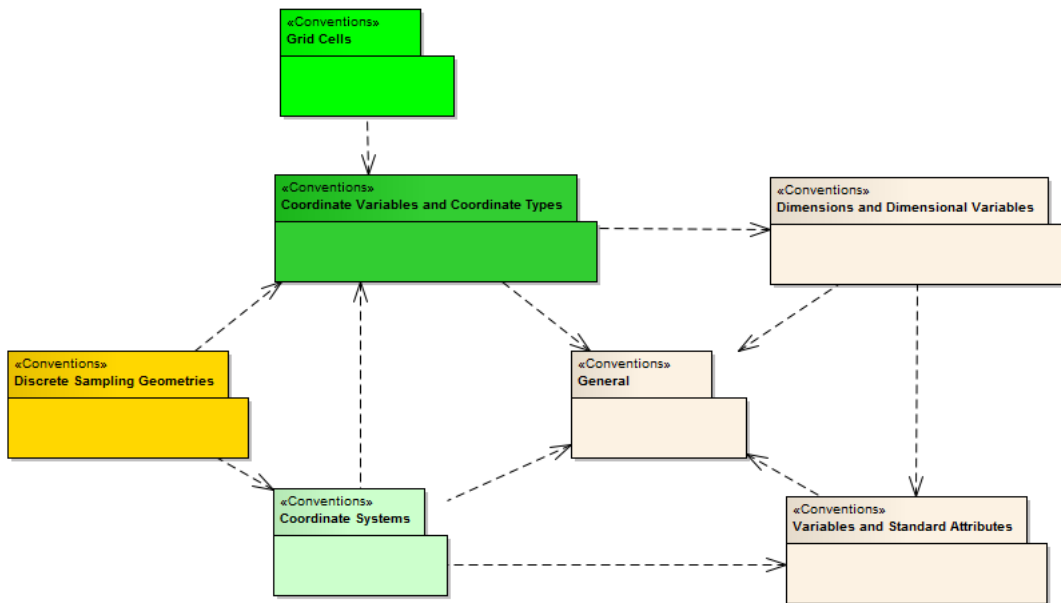 «Conventions»
Grid Cells
«Conventions»
Coordinate Variables and Coordinate Types
«Conventions»
Dimensions and Dimensional Variables
«Conventions»
Discrete Sampling Geometries
«Conventions»
General
«Conventions»
Coordinate Systems
«Conventions»
Variables and Standard Attributes